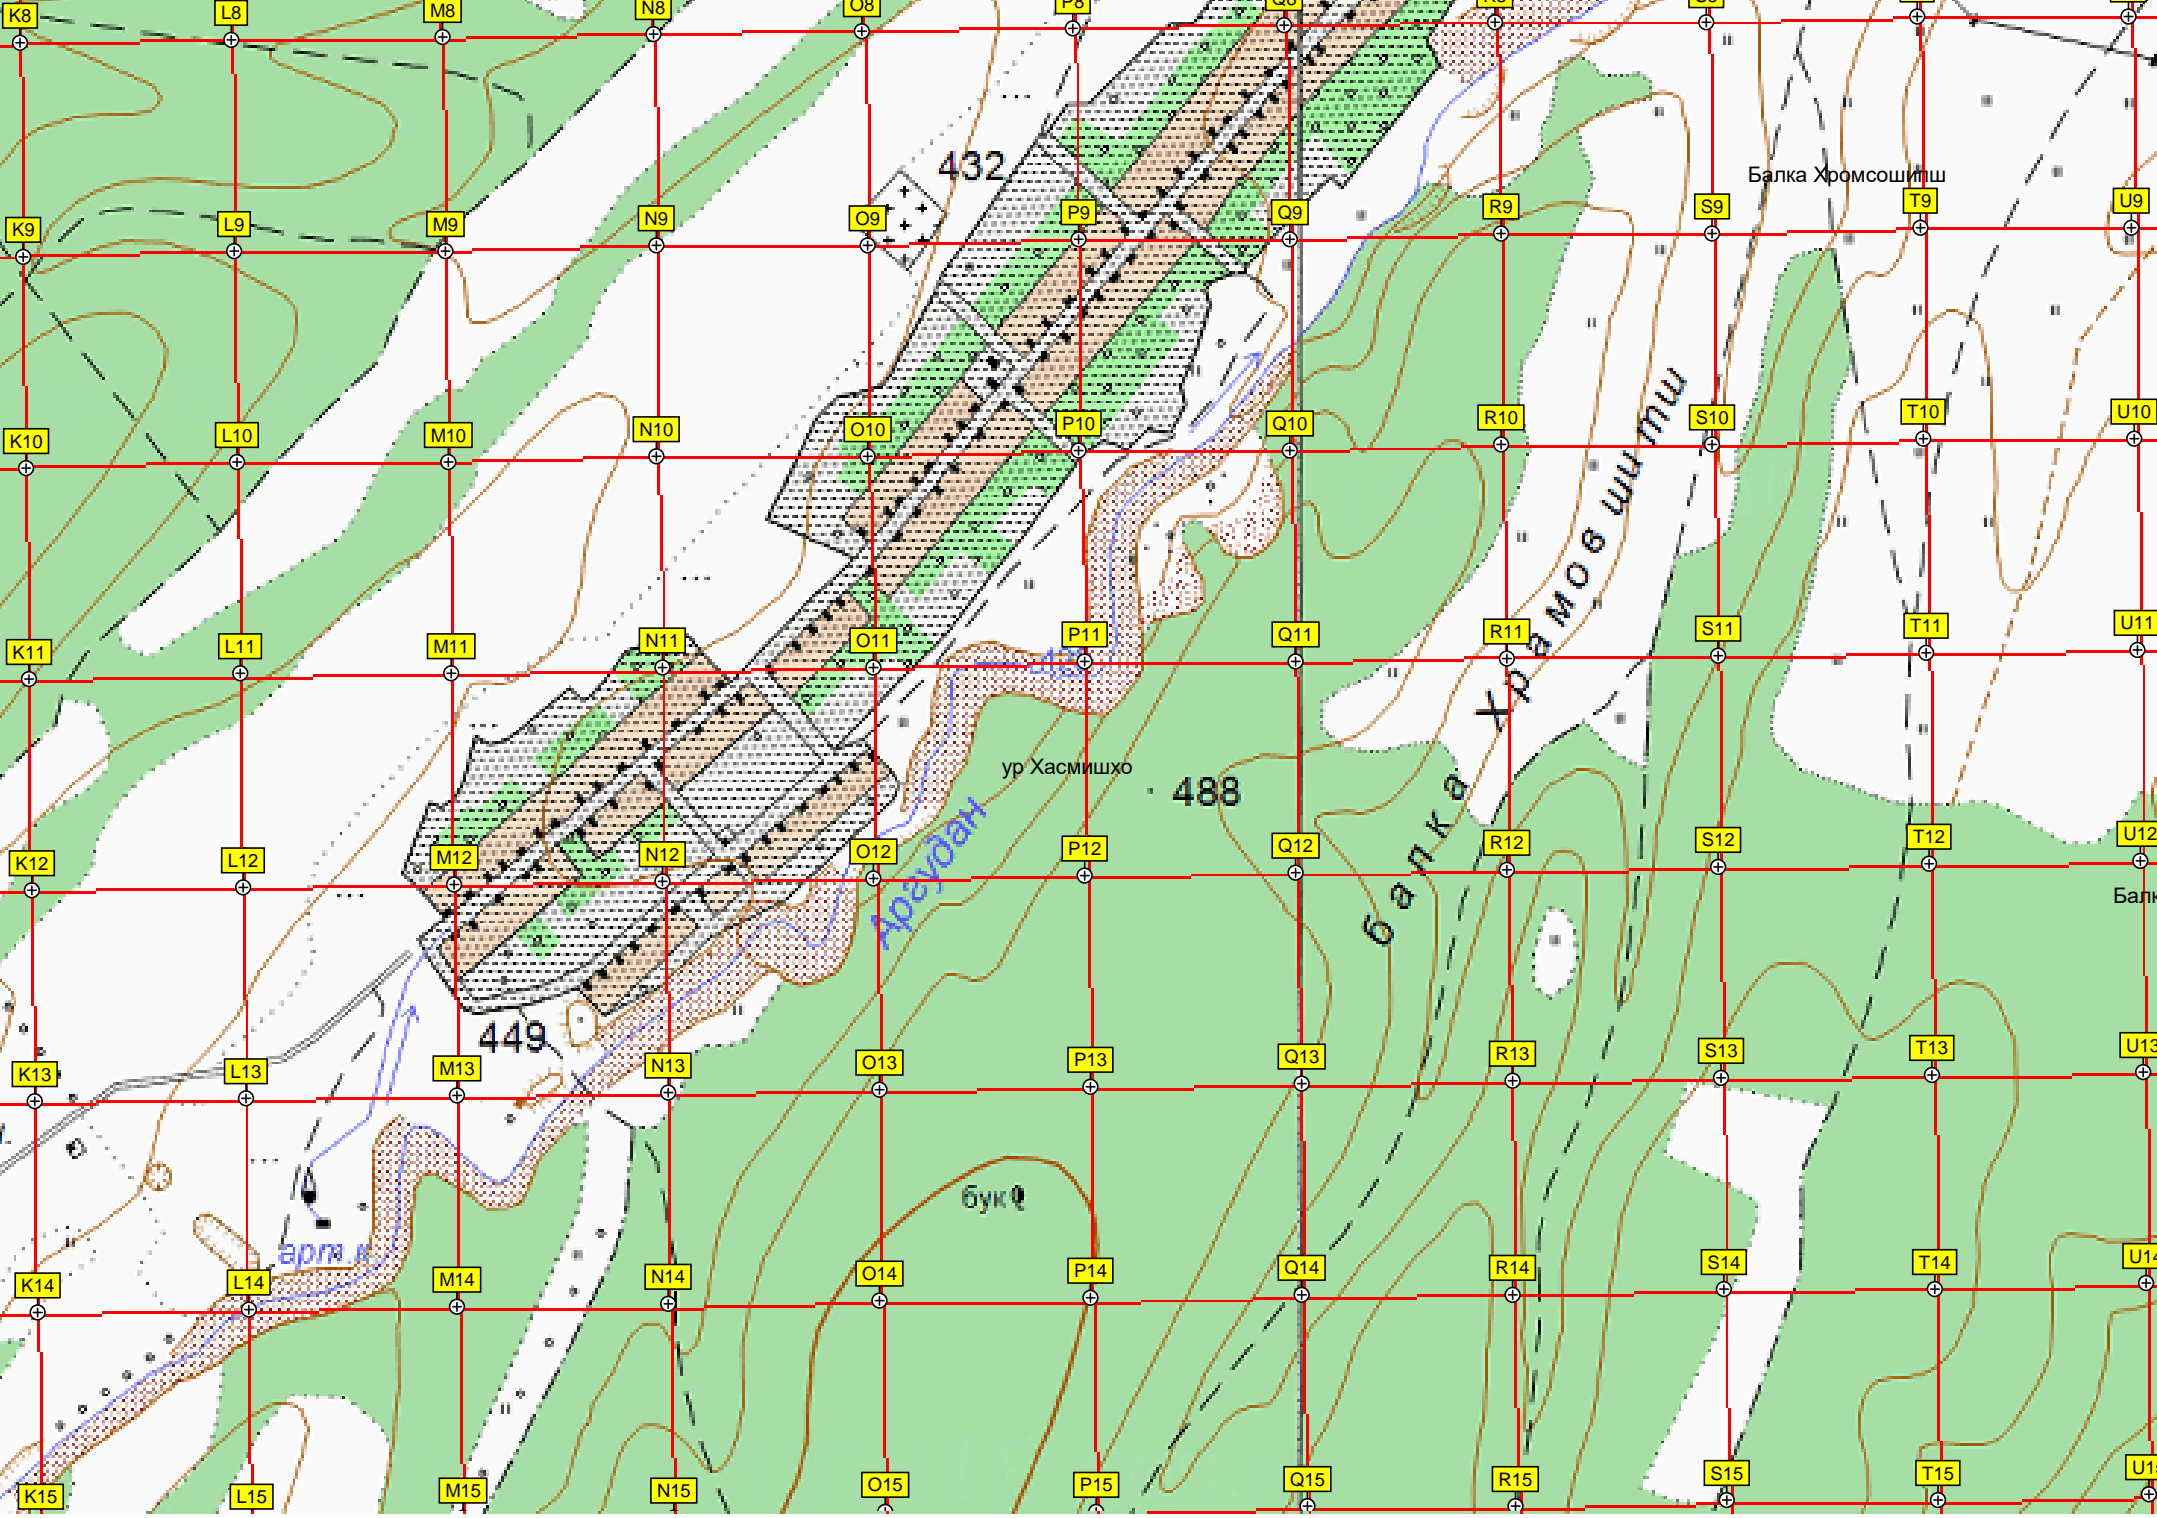 K8 L8 M8 N8 O8 P8 Q8
432
Балка Хромсошипш
K9 L9 M9 N9 O9 P9 Q9 R9 S9 T9 U9
K10 L10 M10 N10 O10 P10 Q10 R10 S10 T10 U10
балка Храмовшитш
K11 L11 M11 N11 O11 P11 Q11 R11 S11 T11 U11
ур Хасмишхо
488
Аргудан
K12 L12 M12 N12 O12 P12 Q12 R12 S12 T12 U12
449
K13 L13 M13 N13 O13 P13 Q13 R13 S13 T13 U13
бук
арт.к
K14 L14 M14 N14 O14 P14 Q14 R14 S14 T14 U14
K15 L15 M15 N15 O15 P15 Q15 R15 S15 T15